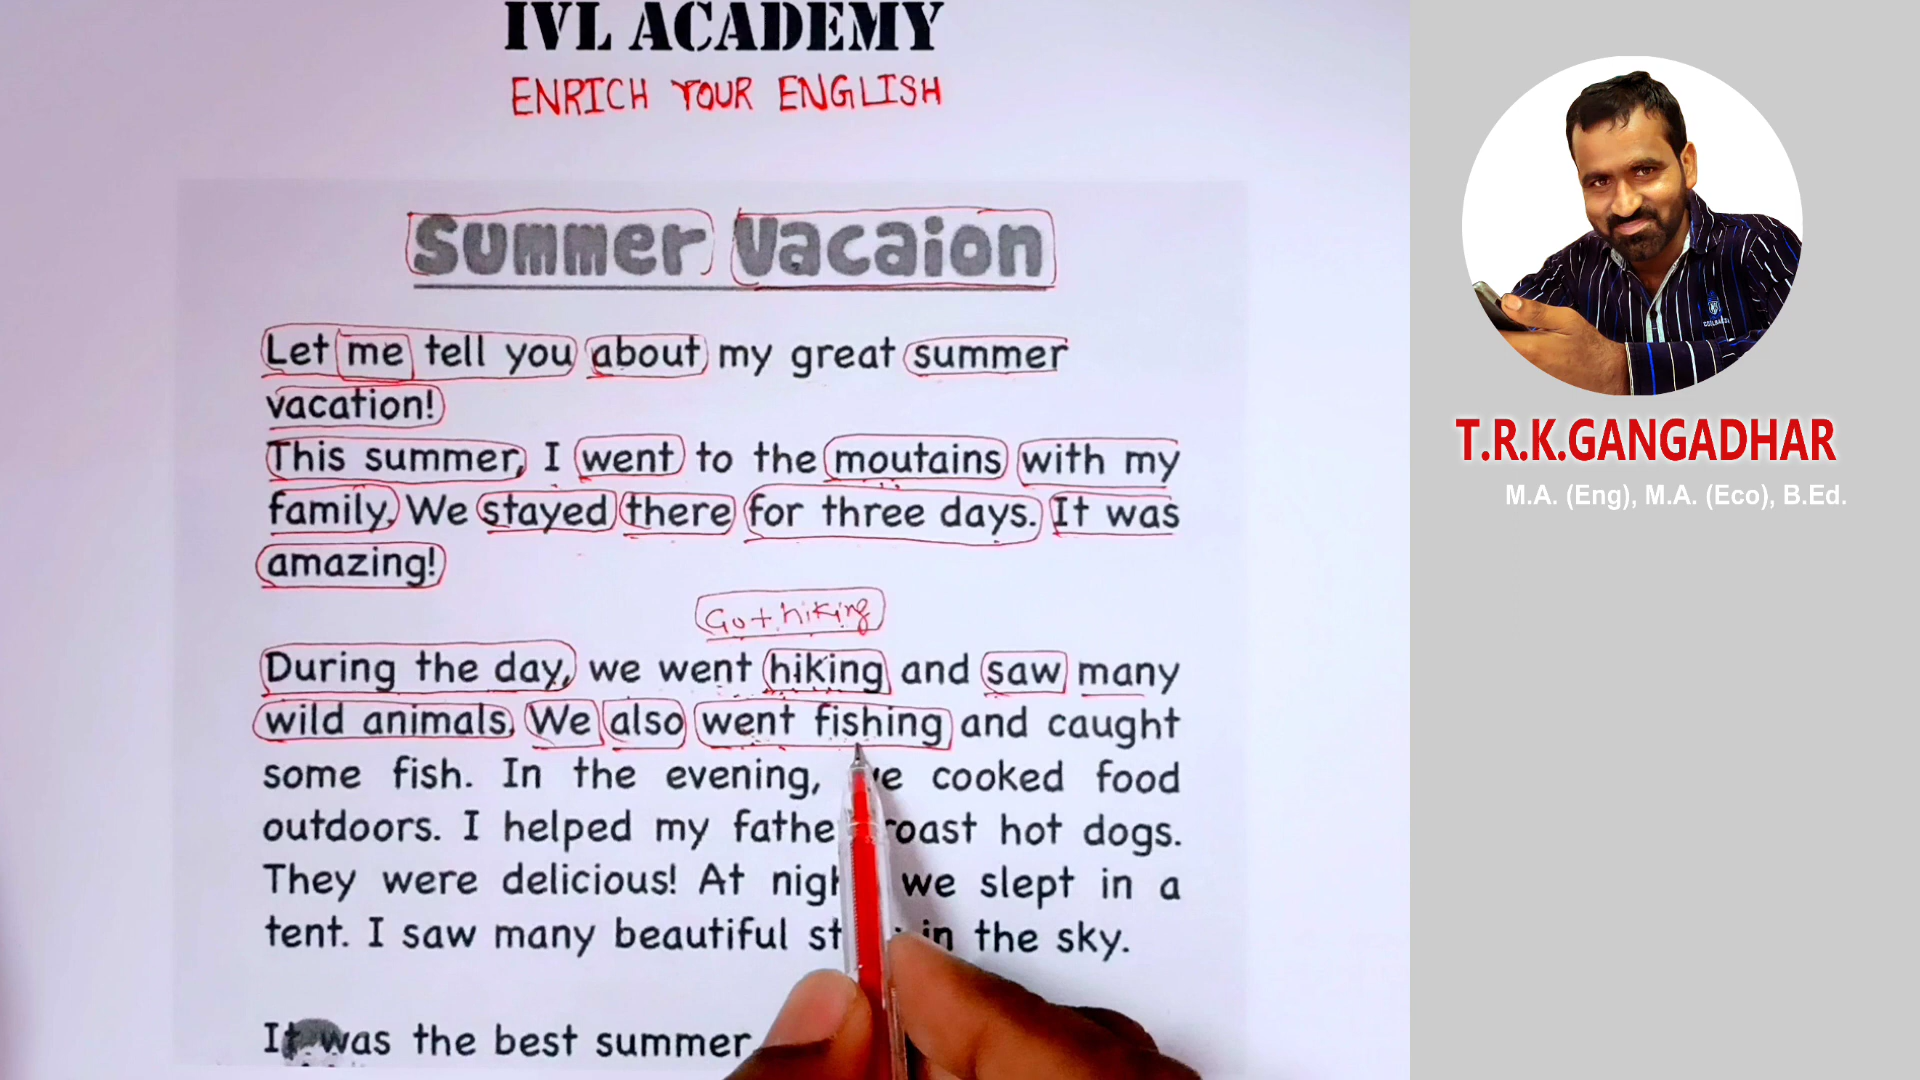 IVL ACADEMY
ENRICH YOUR ENGLISH
Summer Vacaion
Let me tell you about my great summer
vacation!
This summer, I went to the moutains with my
family. We stayed there for three days. It was
amazing!
Go + hiking
During the day, we went hiking and saw many
wild animals. We also went fishing and caught
some fish. In the evening, cooked food
outdoors. I helped my roast hot dogs.
They were delicious! At we slept in a
tent. I saw many beautiful in the sky.
It was the best summer
T.R.K.GANGADHAR
M.A. (Eng), M.A. (Eco), B.Ed.